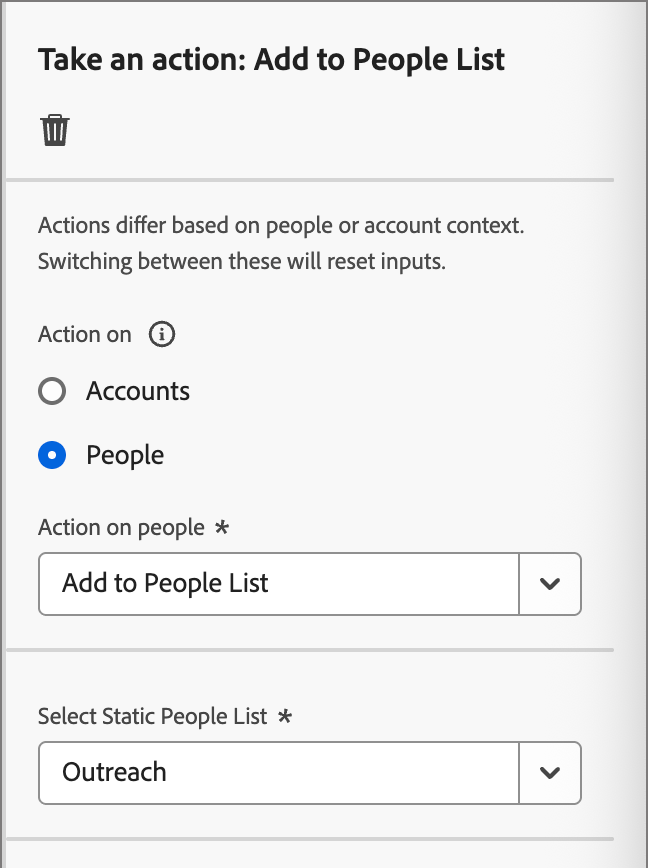 Take an action: Add to People List
Actions differ based on people or account context.
Switching between these will reset inputs.
Action on
Accounts
People
Action on people *
Add to People List
Select Static People List *
Outreach